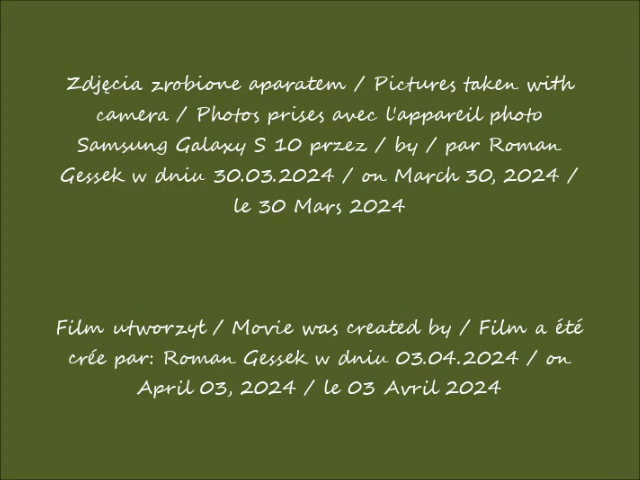 Zdjęcia zrobione aparatem / Pictures taken with
camera / Photos prises avec l'appareil photo
Samsung Galaxy S 10 przez / by / par Roman
Gessek w dniu 30.03.2024 / on March 30, 2024 /
le 30 Mars 2024
Film utworzył / Movie was created by / Film a été
crée par: Roman Gessek w dniu 03.04.2024 / on
April 03, 2024 / le 03 Avril 2024